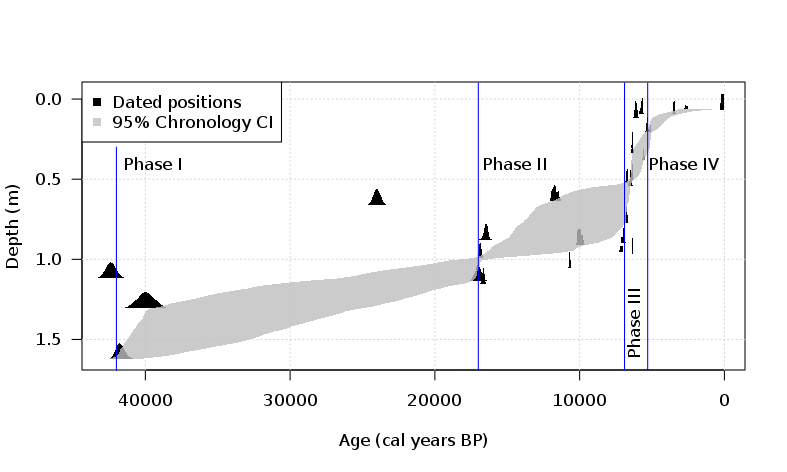 Dated positions
95% Chronology CI
Phase I
Phase II
Phase IV
Phase III
0.0
0.5
1.0
1.5
Depth (m)
40000 30000 20000 10000 0
Age (cal years BP)